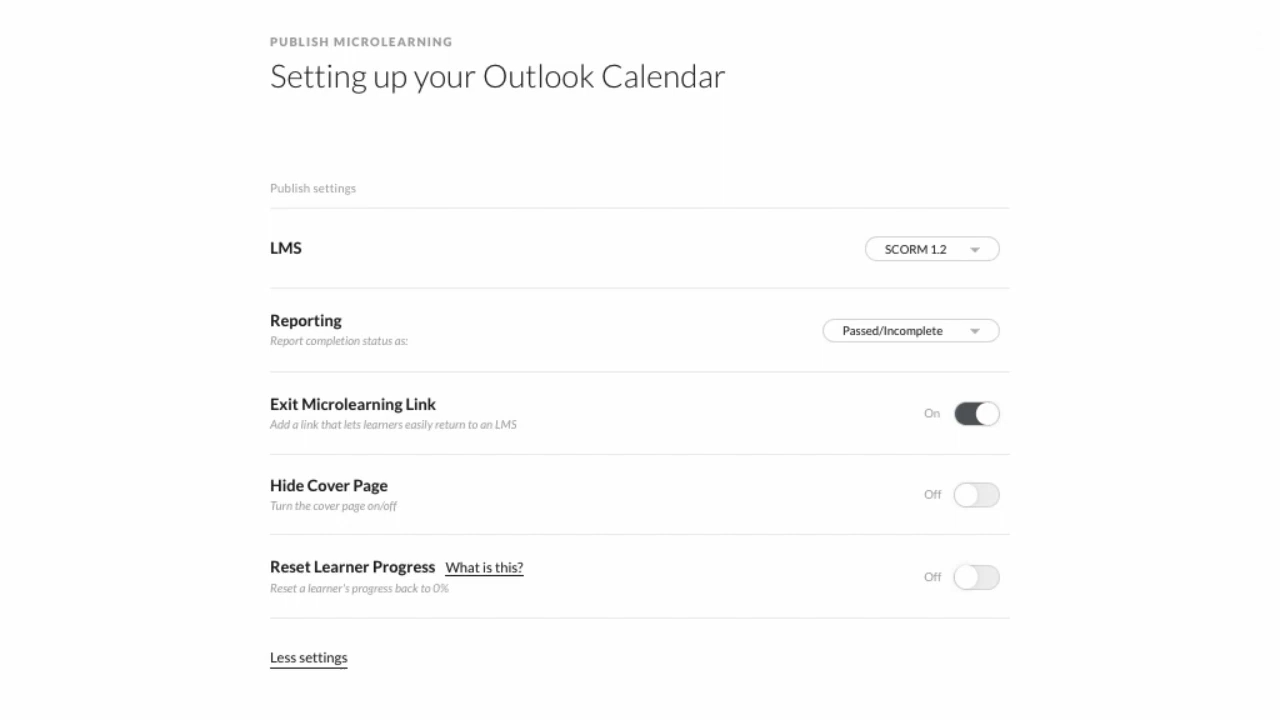 PUBLISH MICROLEARNING
Setting up your Outlook Calendar
Publish settings
LMS
SCORM 1.2
Reporting
Report completion status as:
Passed/Incomplete
Exit Microlearning Link
Add a link that lets learners easily return to an LMS
On
Hide Cover Page
Turn the cover page on/off
Off
Reset Learner Progress What is this?
Reset a learner's progress back to 0%
Off
Less settings